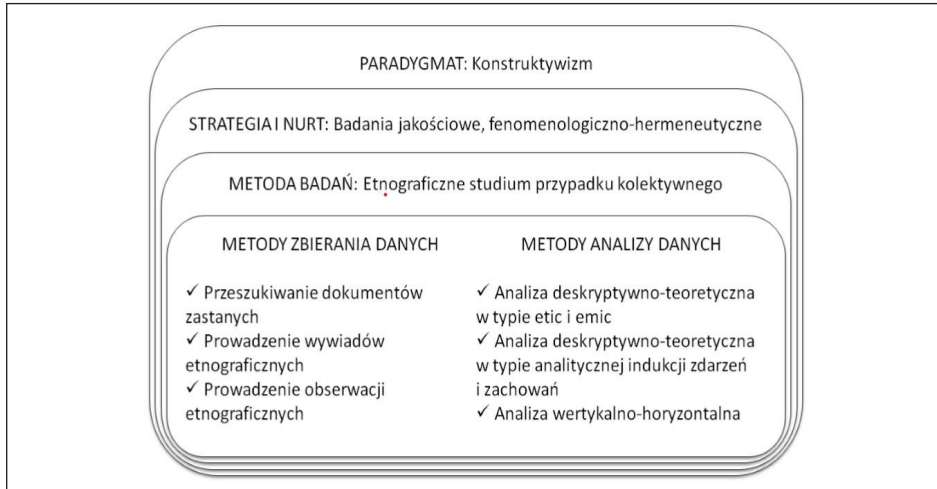 PARADYGMAT: Konstruktywizm
STRATEGIA I NURT: Badania jakościowe, fenomenologiczno-hermeneutyczne
METODA BADAŃ: Etnograficzne studium przypadku kolektywnego
METODY ZBIERANIA DANYCH
✓ Przeszukiwanie dokumentów
zastanych
✓ Prowadzenie wywiadów
etnograficznych
✓ Prowadzenie obserwacji
etnograficznych
METODY ANALIZY DANYCH
✓ Analiza deskryptywno-teoretyczna
w typie etic i emic
✓ Analiza deskryptywno-teoretyczna
w typie analitycznej indukcji zdarzeń
i zachowań
✓ Analiza wertykalno-horyzontalna